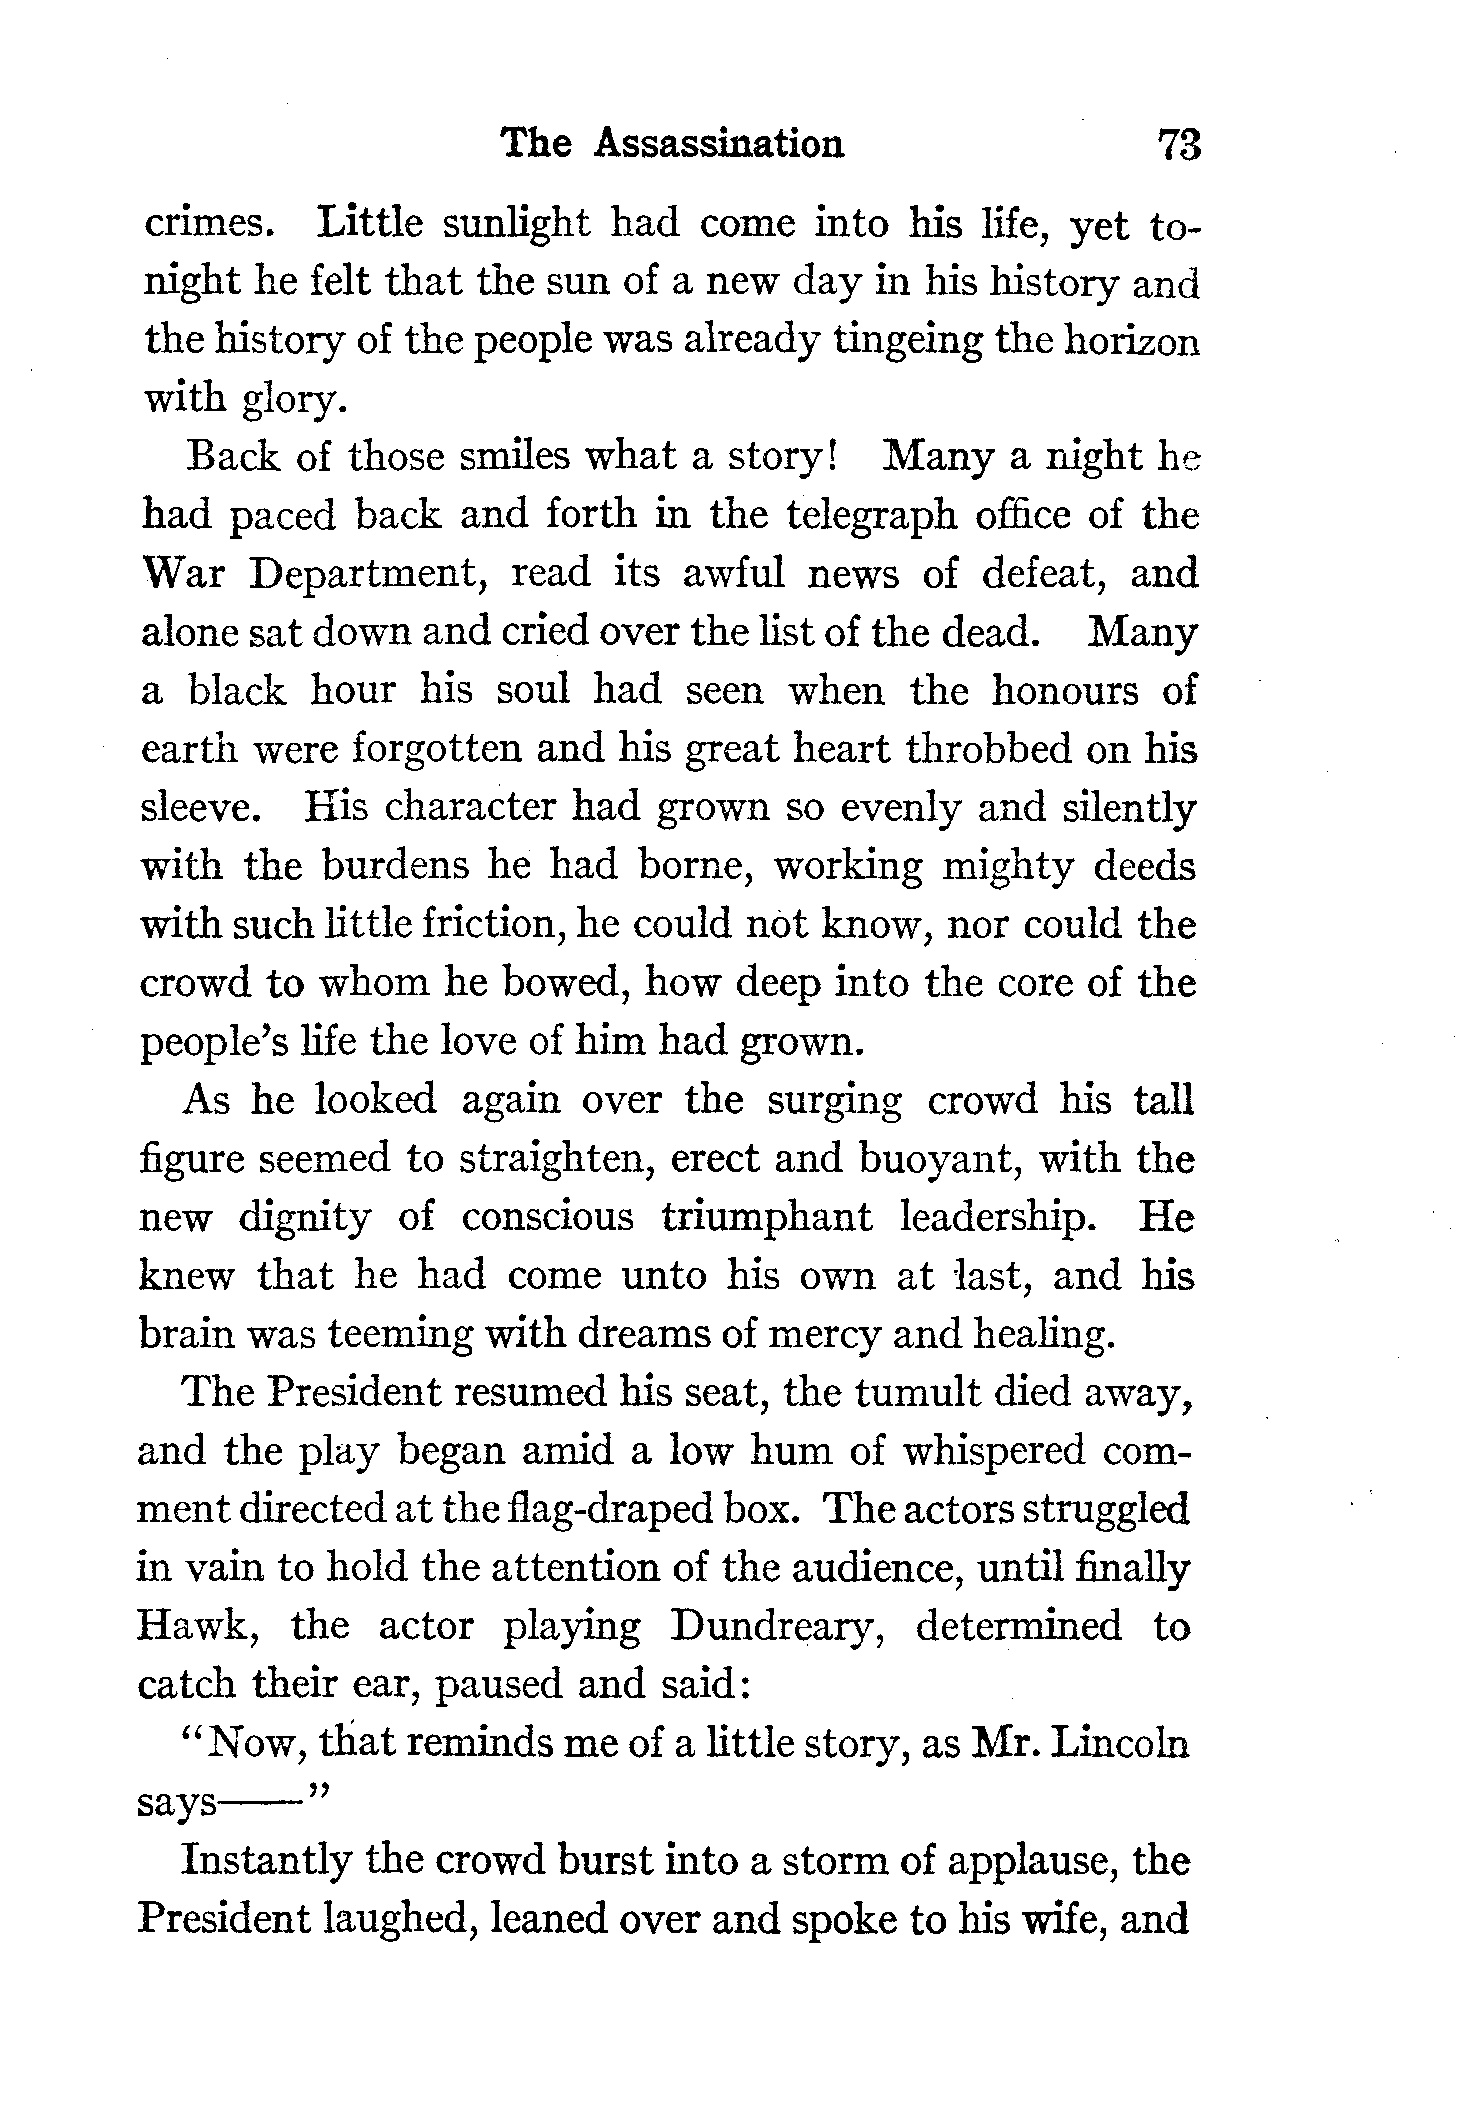 The Assassination 73
crimes. Little sunlight had come into his life, yet to-
night he felt that the sun of a new day in his history and
the history of the people was already tingeing the horizon
with glory.
Back of those smiles what a story! Many a night he
had paced back and forth in the telegraph office of the
War Department, read its awful news of defeat, and
alone sat down and cried over the list of the dead. Many
a black hour his soul had seen when the honours of
earth were forgotten and his great heart throbbed on his
sleeve. His character had grown so evenly and silently
with the burdens he had borne, working mighty deeds
with such little friction, he could not know, nor could the
crowd to whom he bowed, how deep into the core of the
people's life the love of him had grown.
As he looked again over the surging crowd his tall
figure seemed to straighten, erect and buoyant, with the
new dignity of conscious triumphant leadership. He
knew that he had come unto his own at last, and his
brain was teeming with dreams of mercy and healing.
The President resumed his seat, the tumult died away,
and the play began amid a low hum of whispered com-
ment directed at the flag-draped box. The actors struggled
in vain to hold the attention of the audience, until finally
Hawk, the actor playing Dundreary, determined to
catch their ear, paused and said:
"Now, that reminds me of a little story, as Mr. Lincoln
says——"
Instantly the crowd burst into a storm of applause, the
President laughed, leaned over and spoke to his wife, and